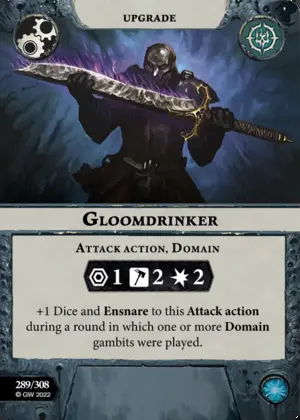 UPGRADE
GLOOMDRINKER
ATTACK ACTION, DOMAIN
1 2 2
+1 Dice and Ensnare to this Attack action
during a round in which one or more Domain
gambits were played.
289/308
© GW 2022